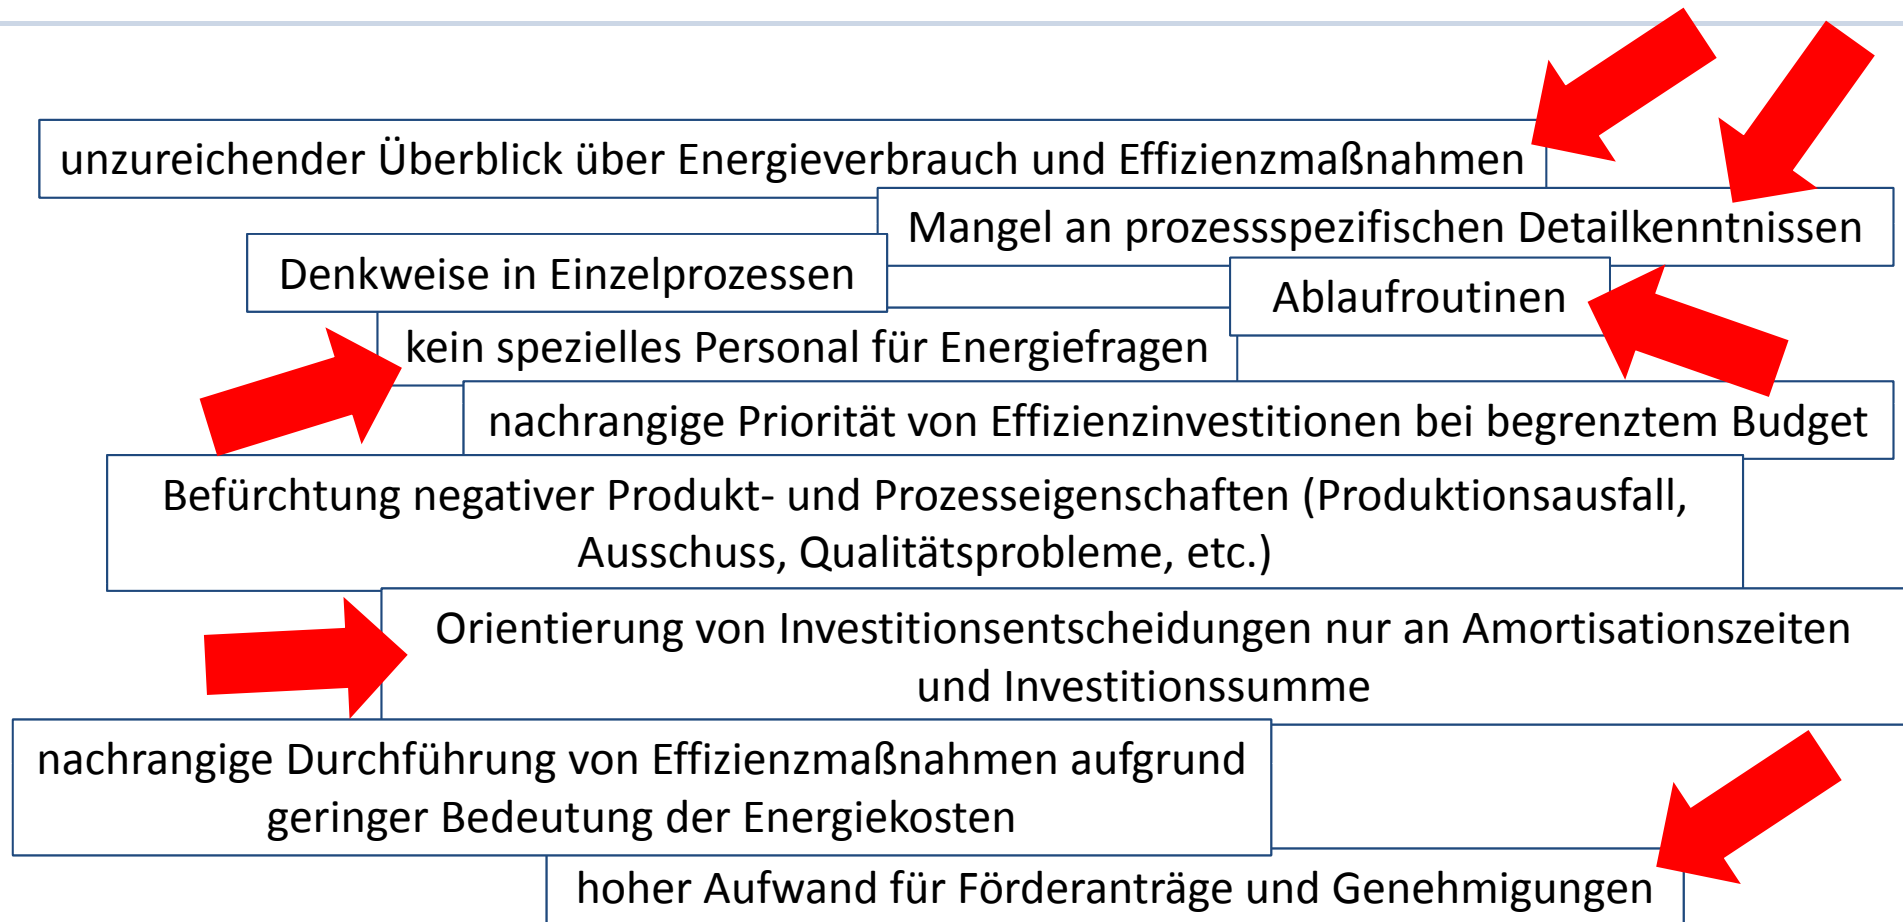 unzureichender Überblick über Energieverbrauch und Effizienzmaßnahmen
Mangel an prozessspezifischen Detailkenntnissen
Denkweise in Einzelprozessen
Ablaufroutinen
kein spezielles Personal für Energiefragen
nachrangige Priorität von Effizienzinvestitionen bei begrenztem Budget
Befürchtung negativer Produkt- und Prozesseigenschaften (Produktionsausfall,
Ausschuss, Qualitätsprobleme, etc.)
Orientierung von Investitionsentscheidungen nur an Amortisationszeiten
und Investitionssumme
nachrangige Durchführung von Effizienzmaßnahmen aufgrund
geringer Bedeutung der Energiekosten
hoher Aufwand für Förderanträge und Genehmigungen